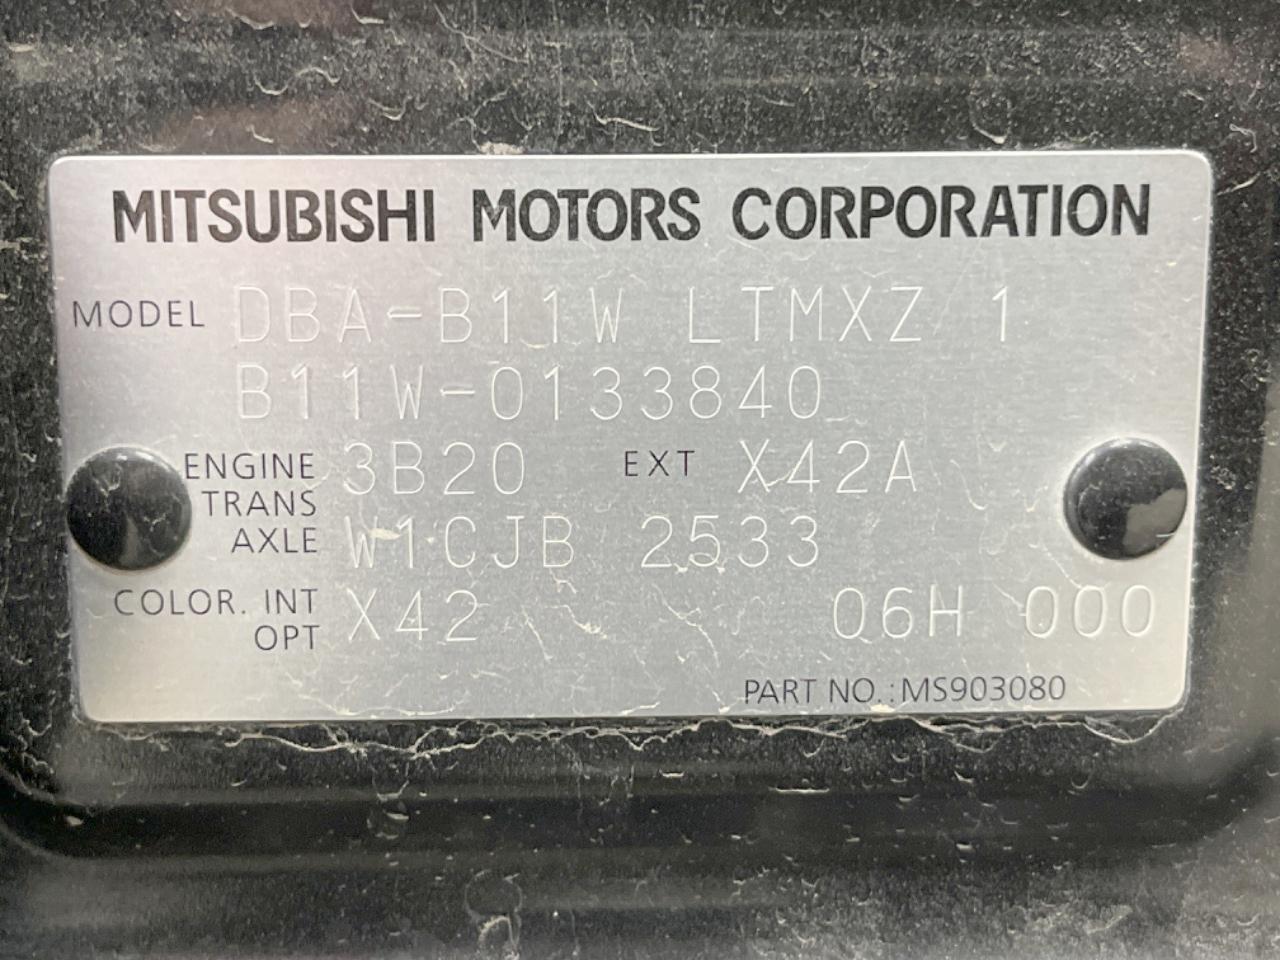 MITSUBISHI MOTORS CORPORATION
MODEL DBA-B11W LTMXZ 1
B11W-0133840
ENGINE 3B20 EXT X42A
TRANS
AXLE W1CJB 2533
COLOR. INT X42 06H 000
OPT
PART NO.:MS903080